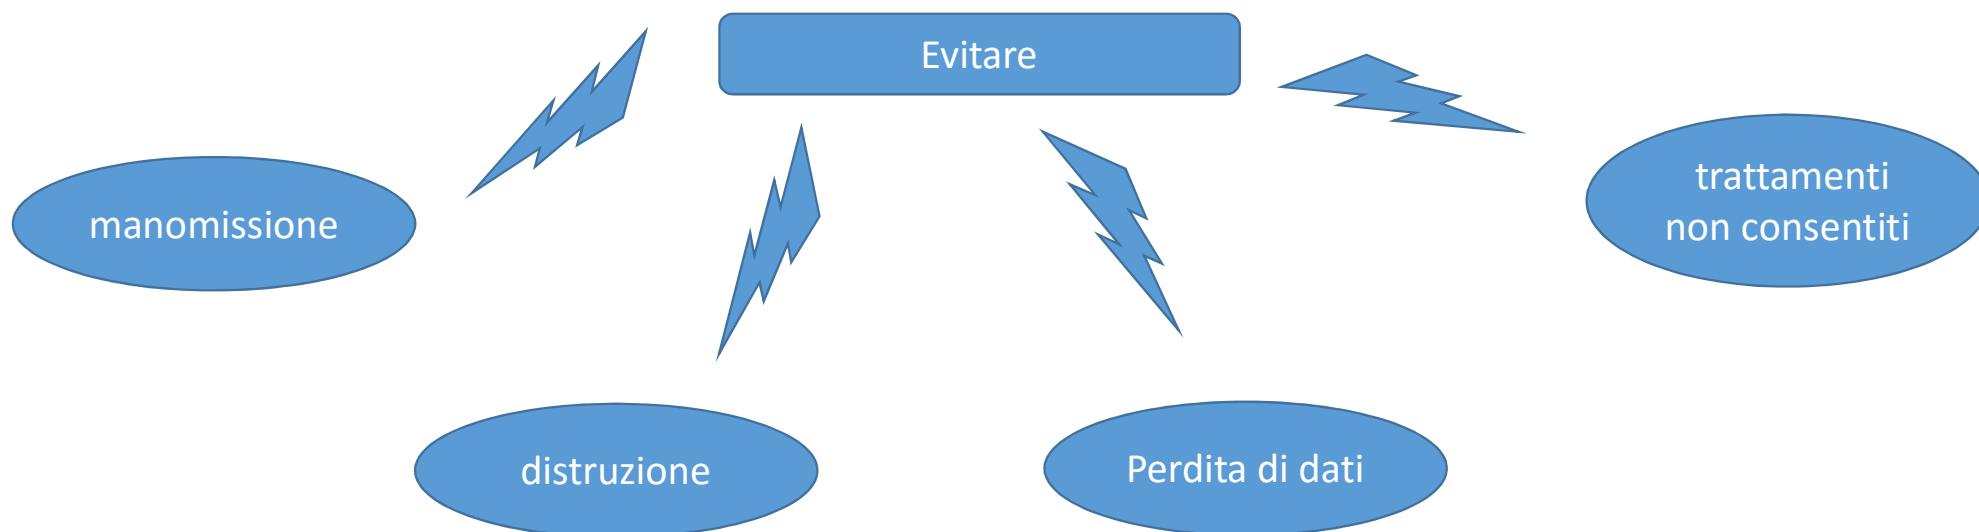 Evitare
manomissione
trattamenti
non consentiti
distruzione
Perdita di dati